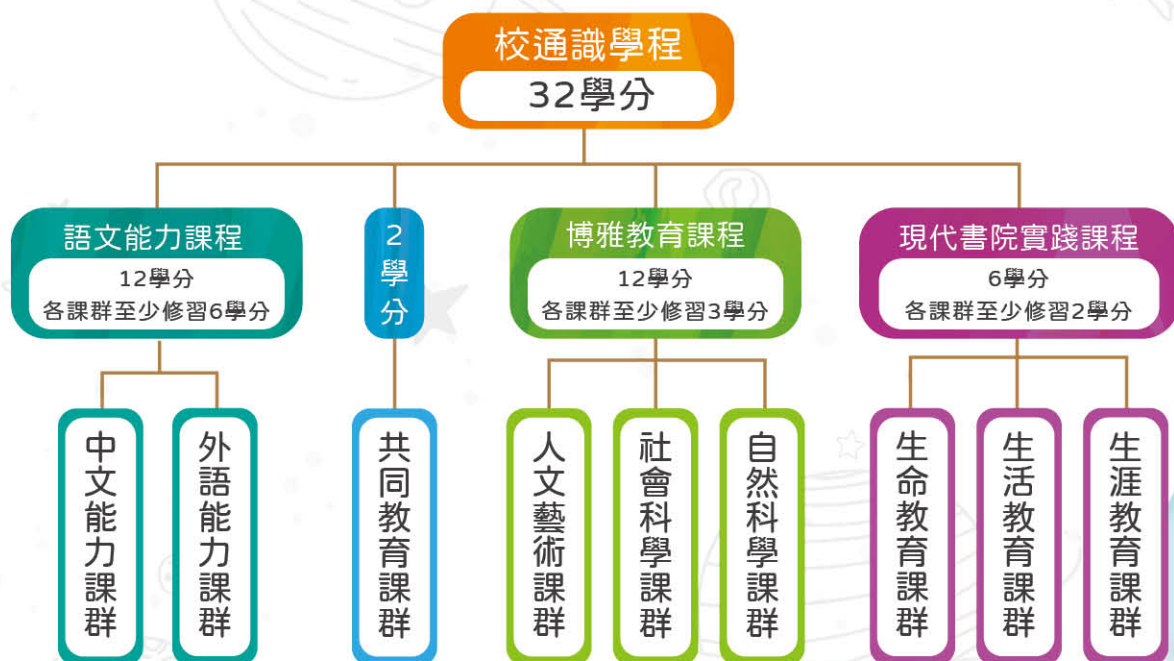 校通識學程
32學分
語文能力課程
12學分
各課群至少修習6學分
2學分
博雅教育課程
12學分
各課群至少修習3學分
現代書院實踐課程
6學分
各課群至少修習2學分
中文能力課群
外語能力課群
共同教育課群
人文藝術課群
社會科學課群
自然科學課群
生命教育課群
生活教育課群
生涯教育課群